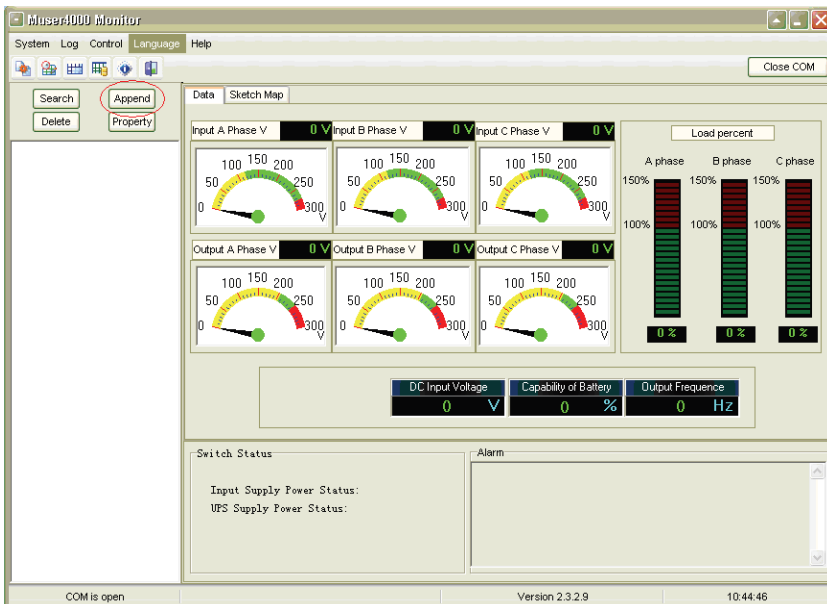 Muser4000 Monitor
System Log Control Language Help
Close COM
Search Append
Delete Property
Data Sketch Map
Input A Phase V 0 V Input B Phase V 0 V Input C Phase V 0 V
0 50 100 150 200 250 300 V
0 50 100 150 200 250 300 V
0 50 100 150 200 250 300 V
Output A Phase V 0 V Output B Phase V 0 V Output C Phase V 0 V
0 50 100 150 200 250 300 V
0 50 100 150 200 250 300 V
0 50 100 150 200 250 300 V
Load percent
A phase B phase C phase
150% 150% 150%
100% 100% 100%
0 % 0 % 0 %
DC Input Voltage Capability of Battery Output Frequence
0 V 0 % 0 Hz
Switch Status
Input Supply Power Status:
UPS Supply Power Status:
Alarm
COM is open Version 2.3.2.9 10:44:46